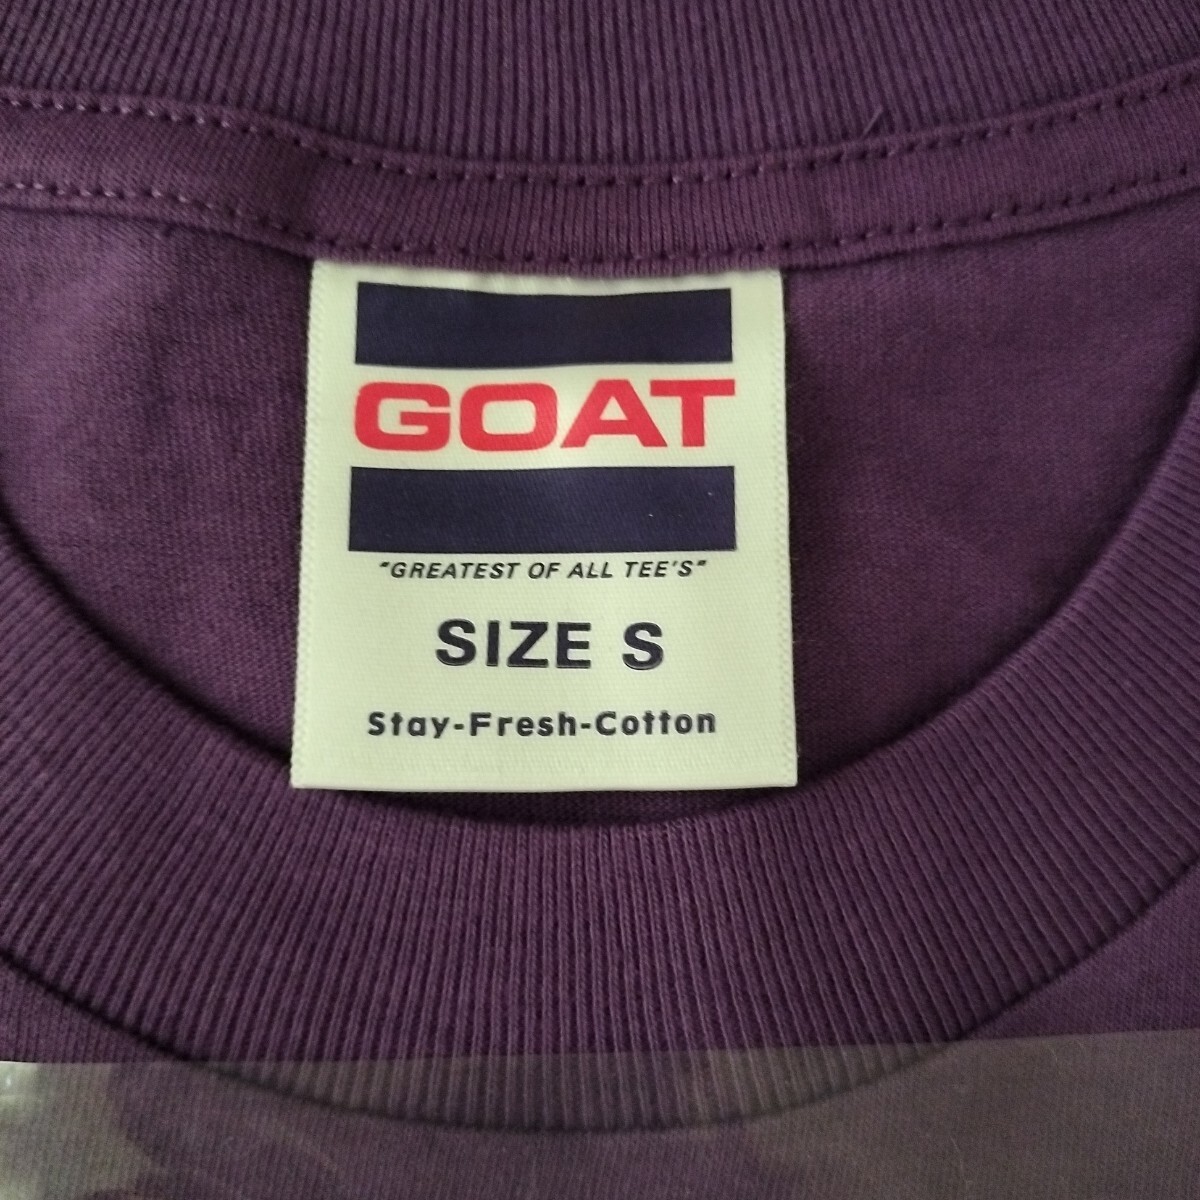 GOAT
"GREATEST OF ALL TEE'S"
SIZE S
Stay-Fresh-Cotton